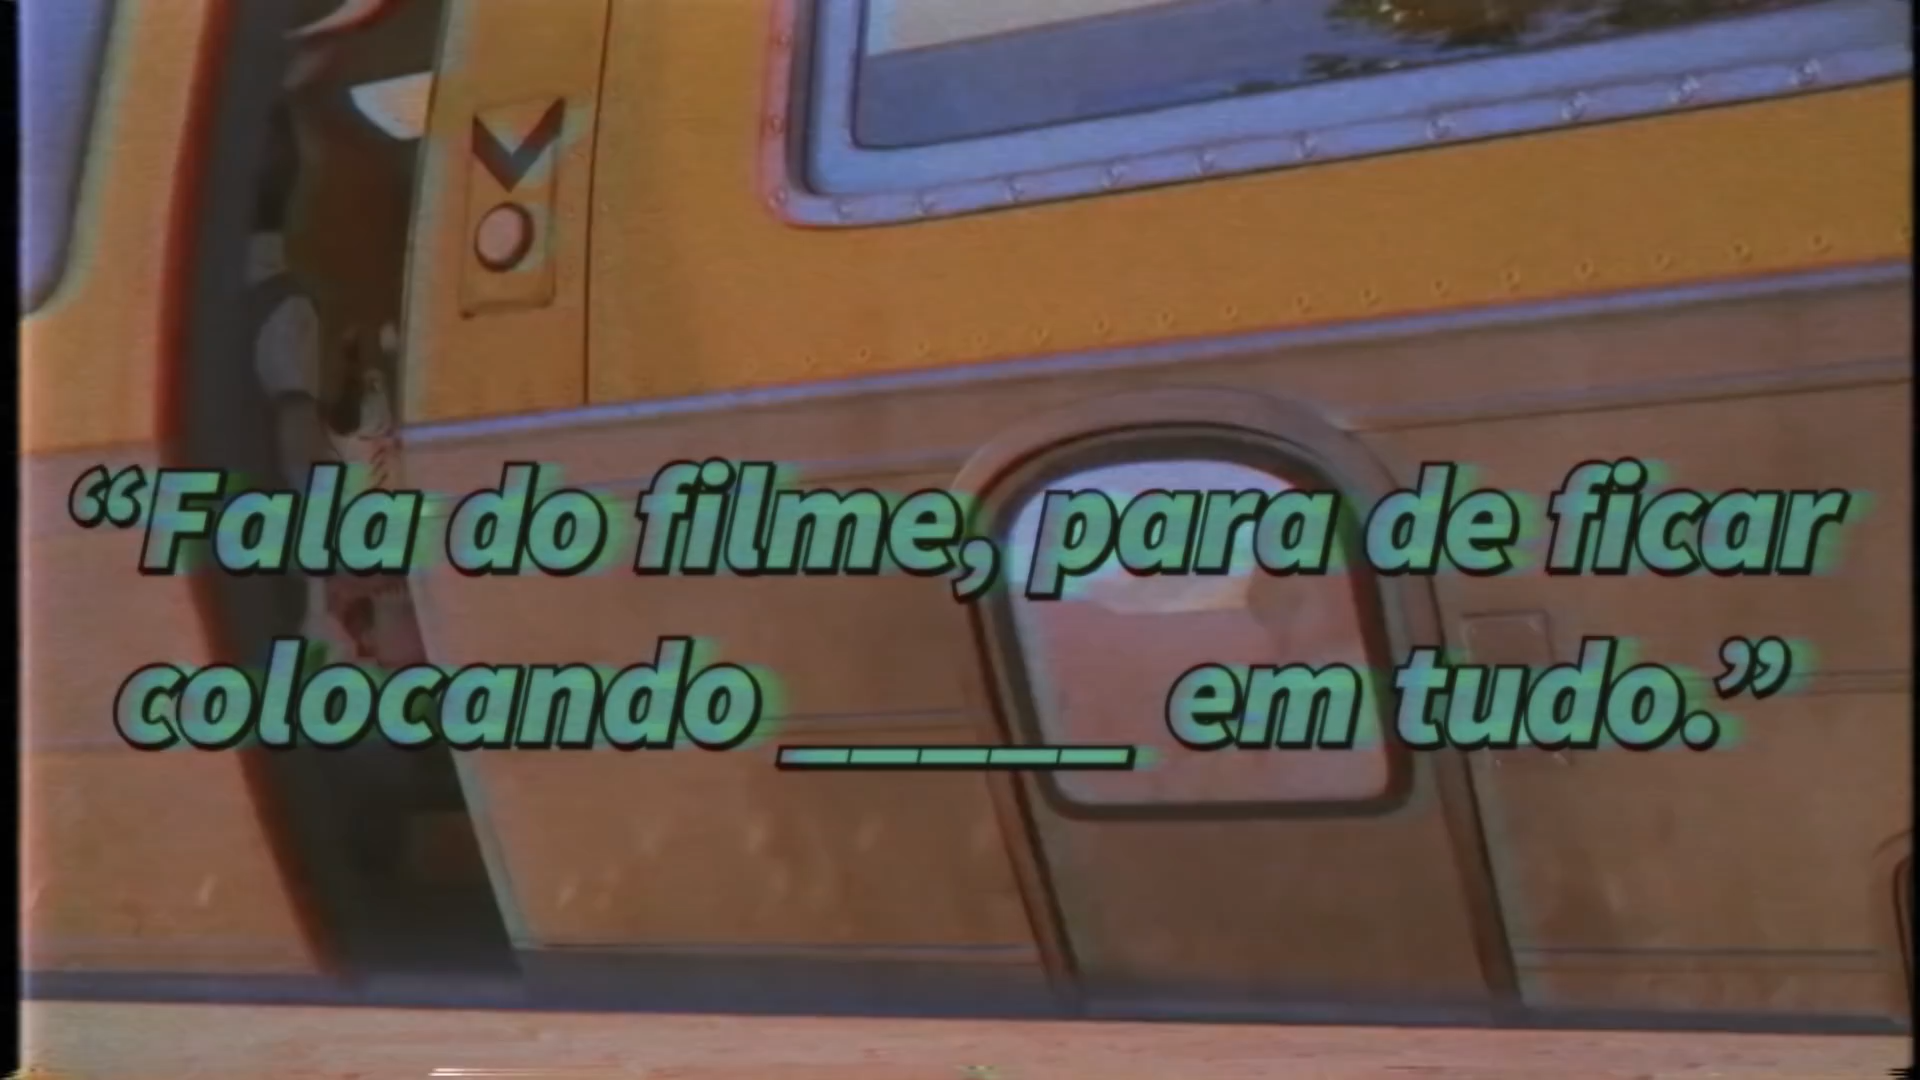 “Fala do filme, para de ficar
colocando _____ em tudo.”